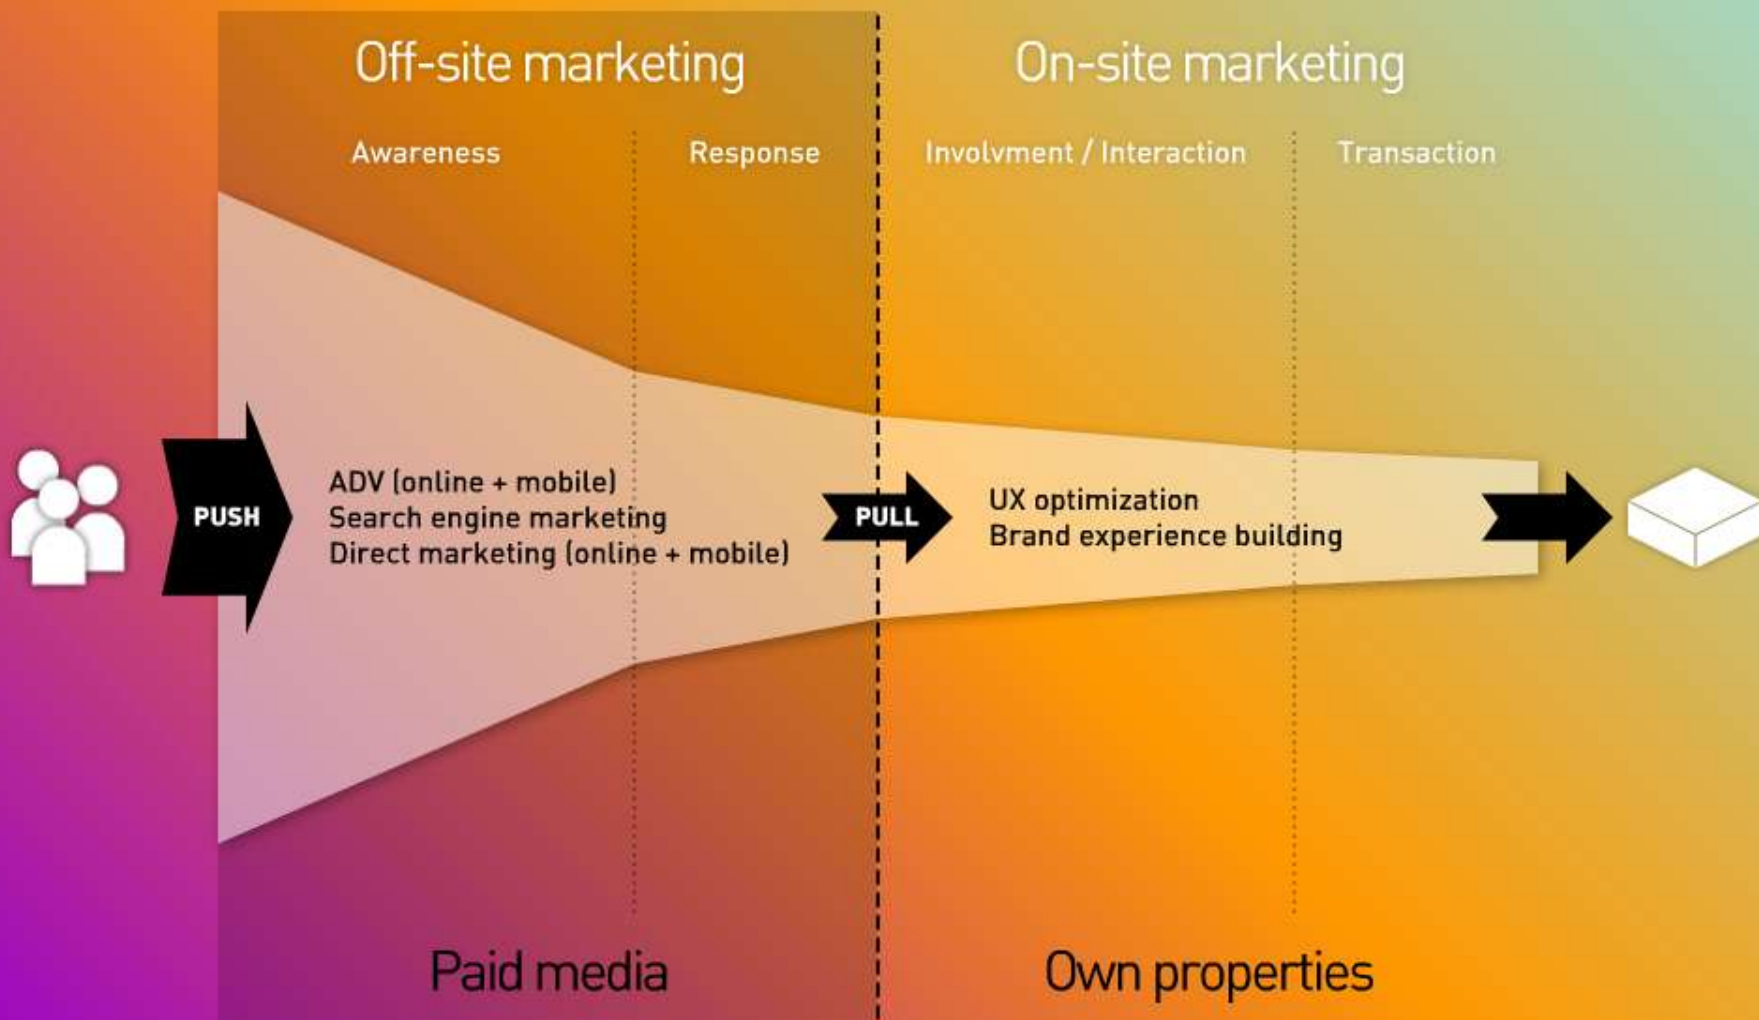 Off-site marketing
On-site marketing
Awareness
Response
Involvment / Interaction
Transaction
PUSH
ADV (online + mobile)
Search engine marketing
Direct marketing (online + mobile)
PULL
UX optimization
Brand experience building
Paid media
Own properties